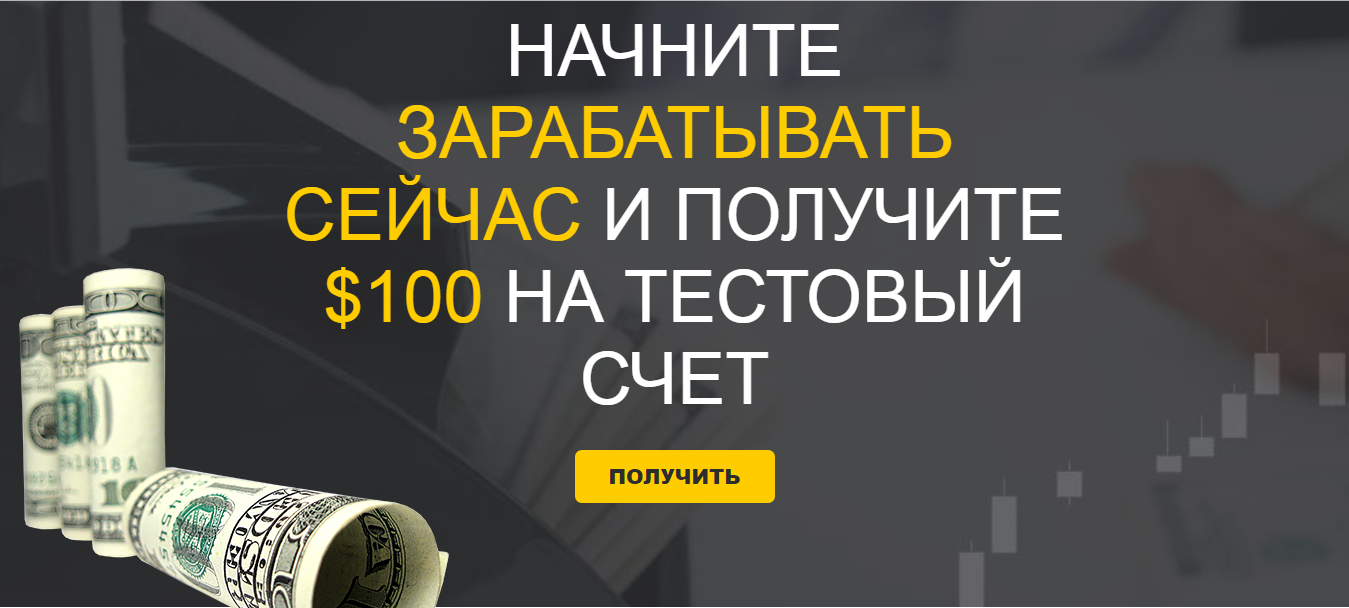 НАЧНИТЕ
ЗАРАБАТЫВАТЬ
СЕЙЧАС И ПОЛУЧИТЕ
$100 НА ТЕСТОВЫЙ
СЧЕТ
ПОЛУЧИТЬ